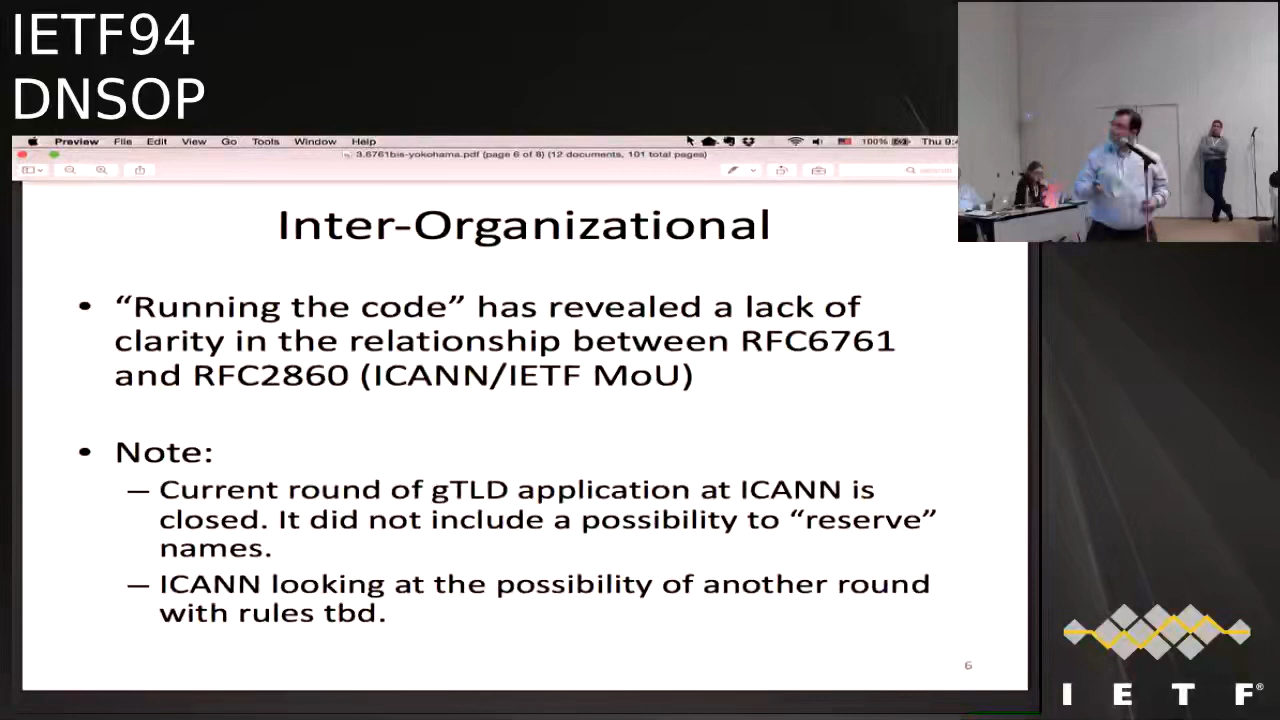 IETF94
DNSOP
Preview File Edit View Go Tools Window Help 100% Thu 9:
3.6761bis-yokohama.pdf (page 6 of 8) (12 documents, 101 total pages)
Inter-Organizational
• “Running the code” has revealed a lack of
clarity in the relationship between RFC6761
and RFC2860 (ICANN/IETF MoU)
• Note:
— Current round of gTLD application at ICANN is
closed. It did not include a possibility to “reserve”
names.
— ICANN looking at the possibility of another round
with rules tbd.
6
I E T F®